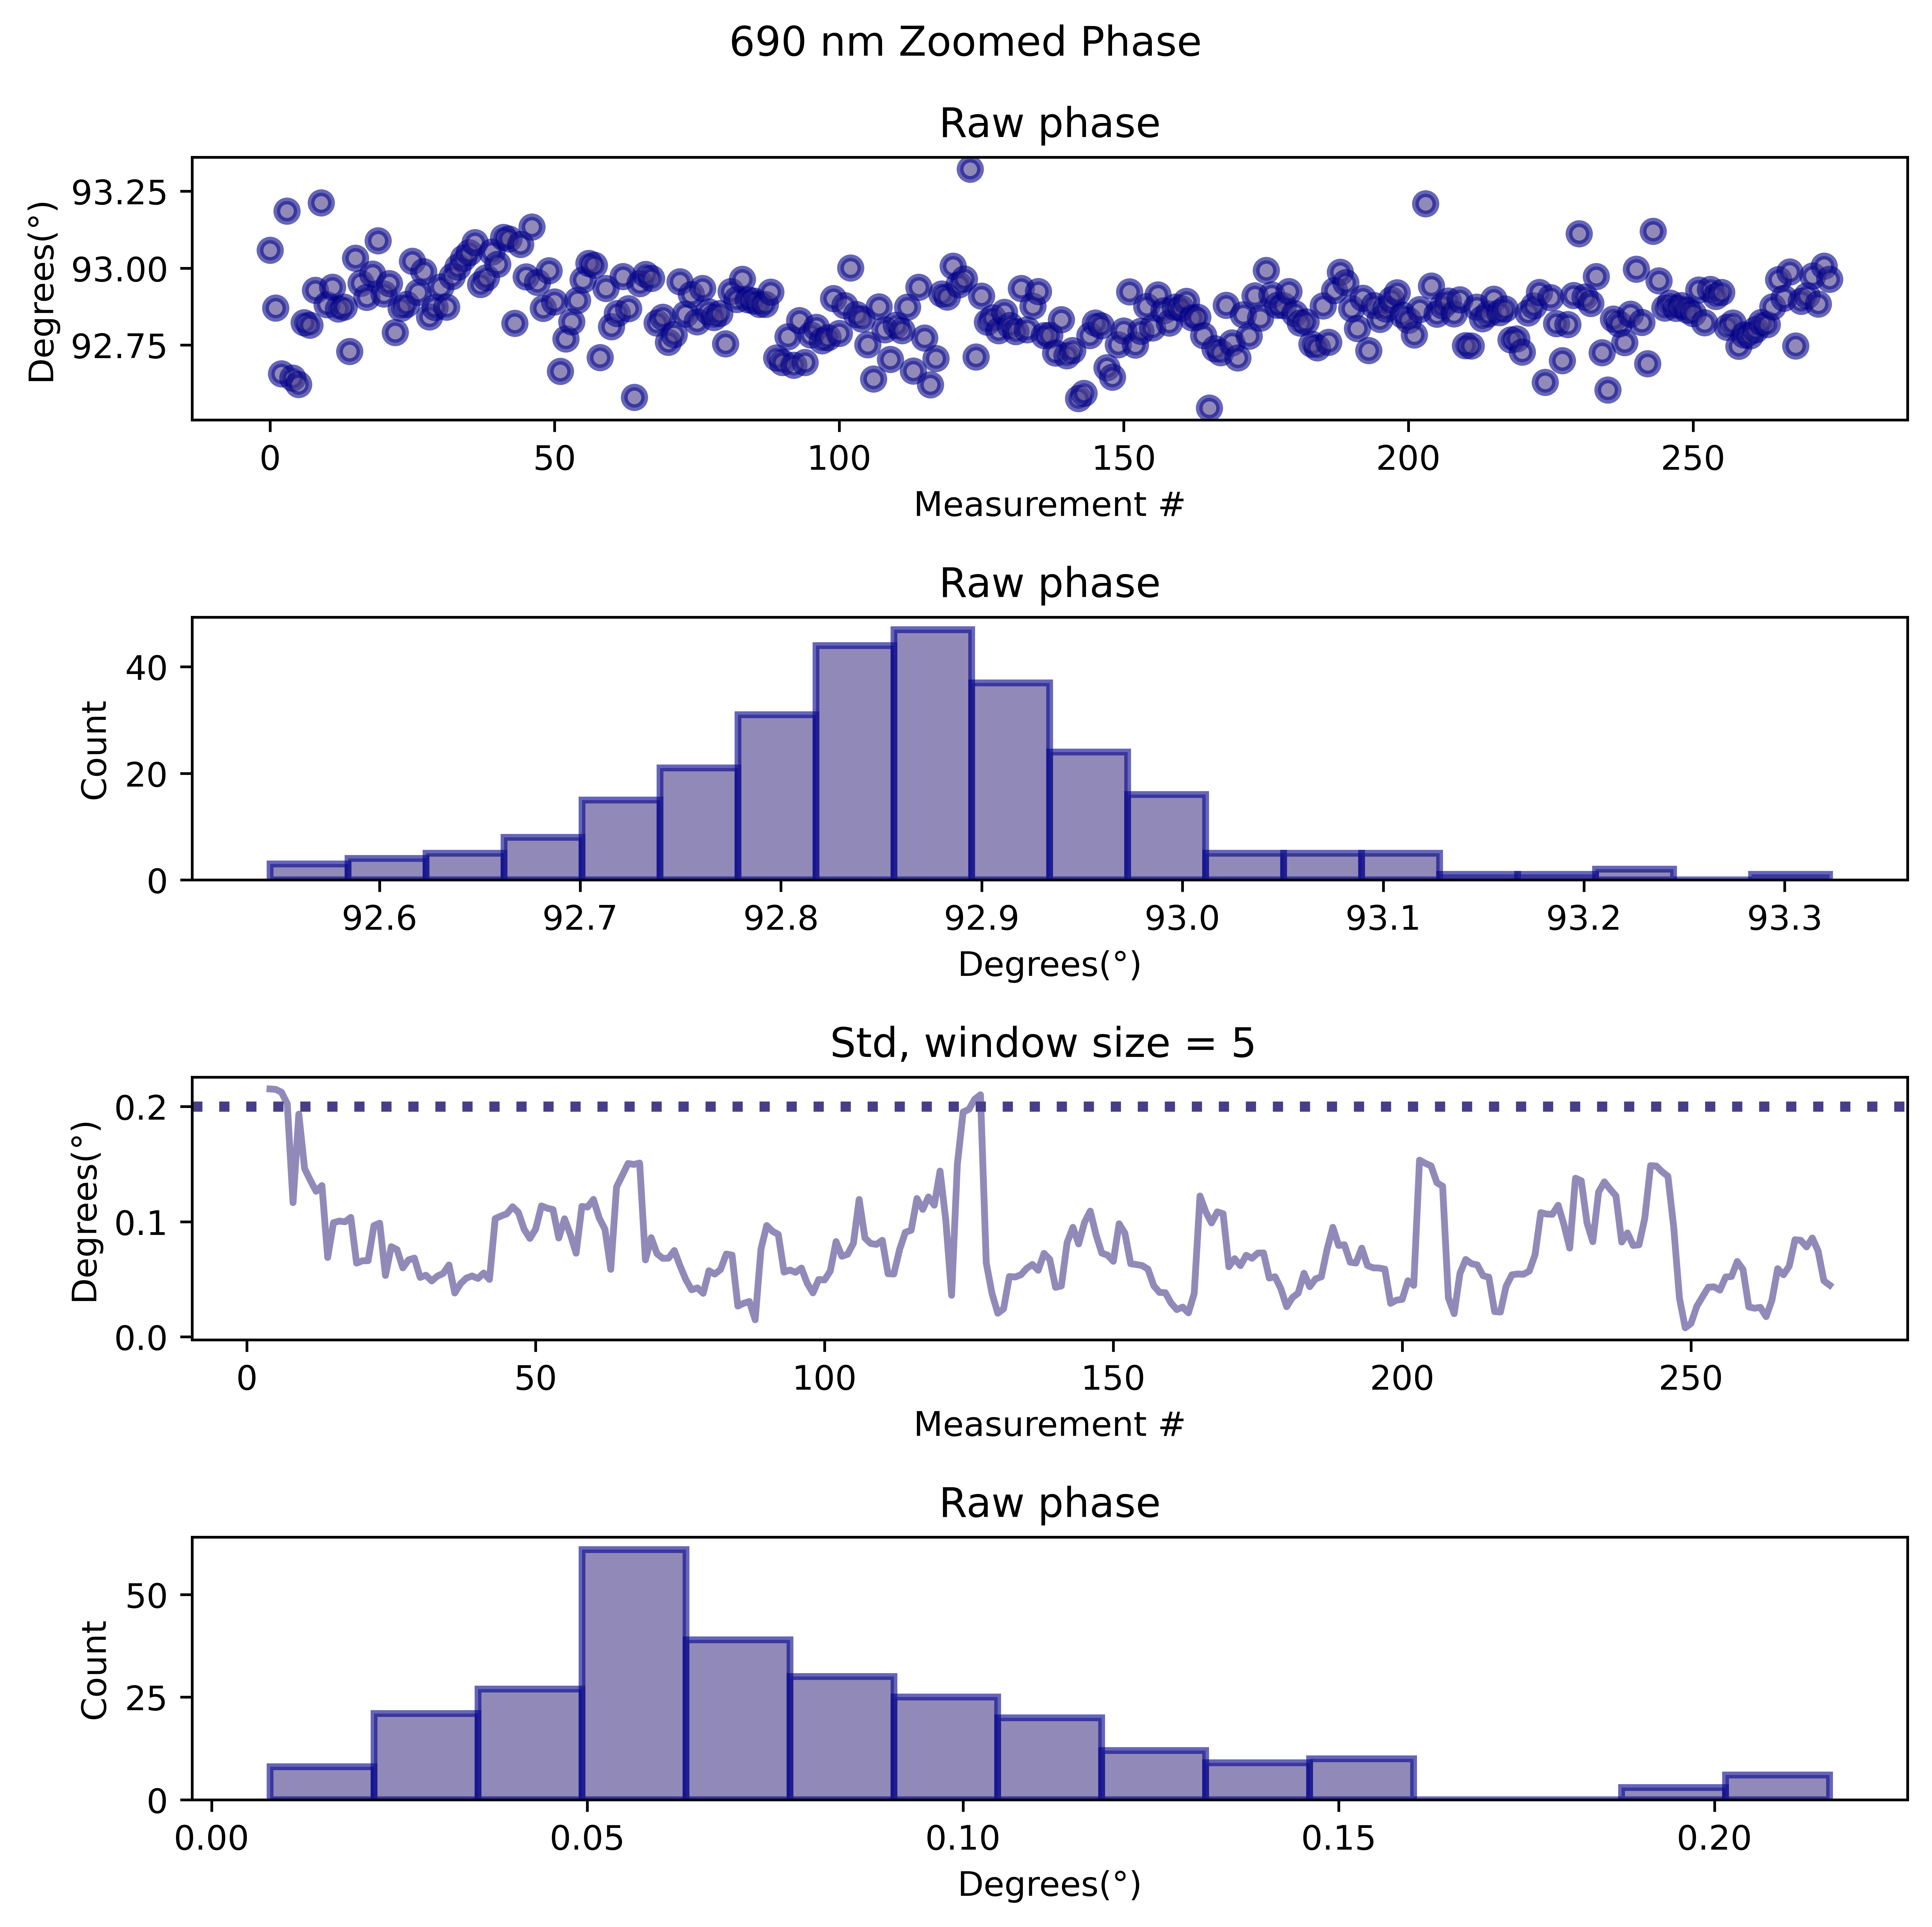 690 nm Zoomed Phase
Raw phase
Degrees(°)
93.25
93.00
92.75
0 50 100 150 200 250
Measurement #
Raw phase
Count
40
20
0
92.6 92.7 92.8 92.9 93.0 93.1 93.2 93.3
Degrees(°)
Std, window size = 5
Degrees(°)
0.2
0.1
0.0
0 50 100 150 200 250
Measurement #
Raw phase
Count
50
25
0
0.00 0.05 0.10 0.15 0.20
Degrees(°)